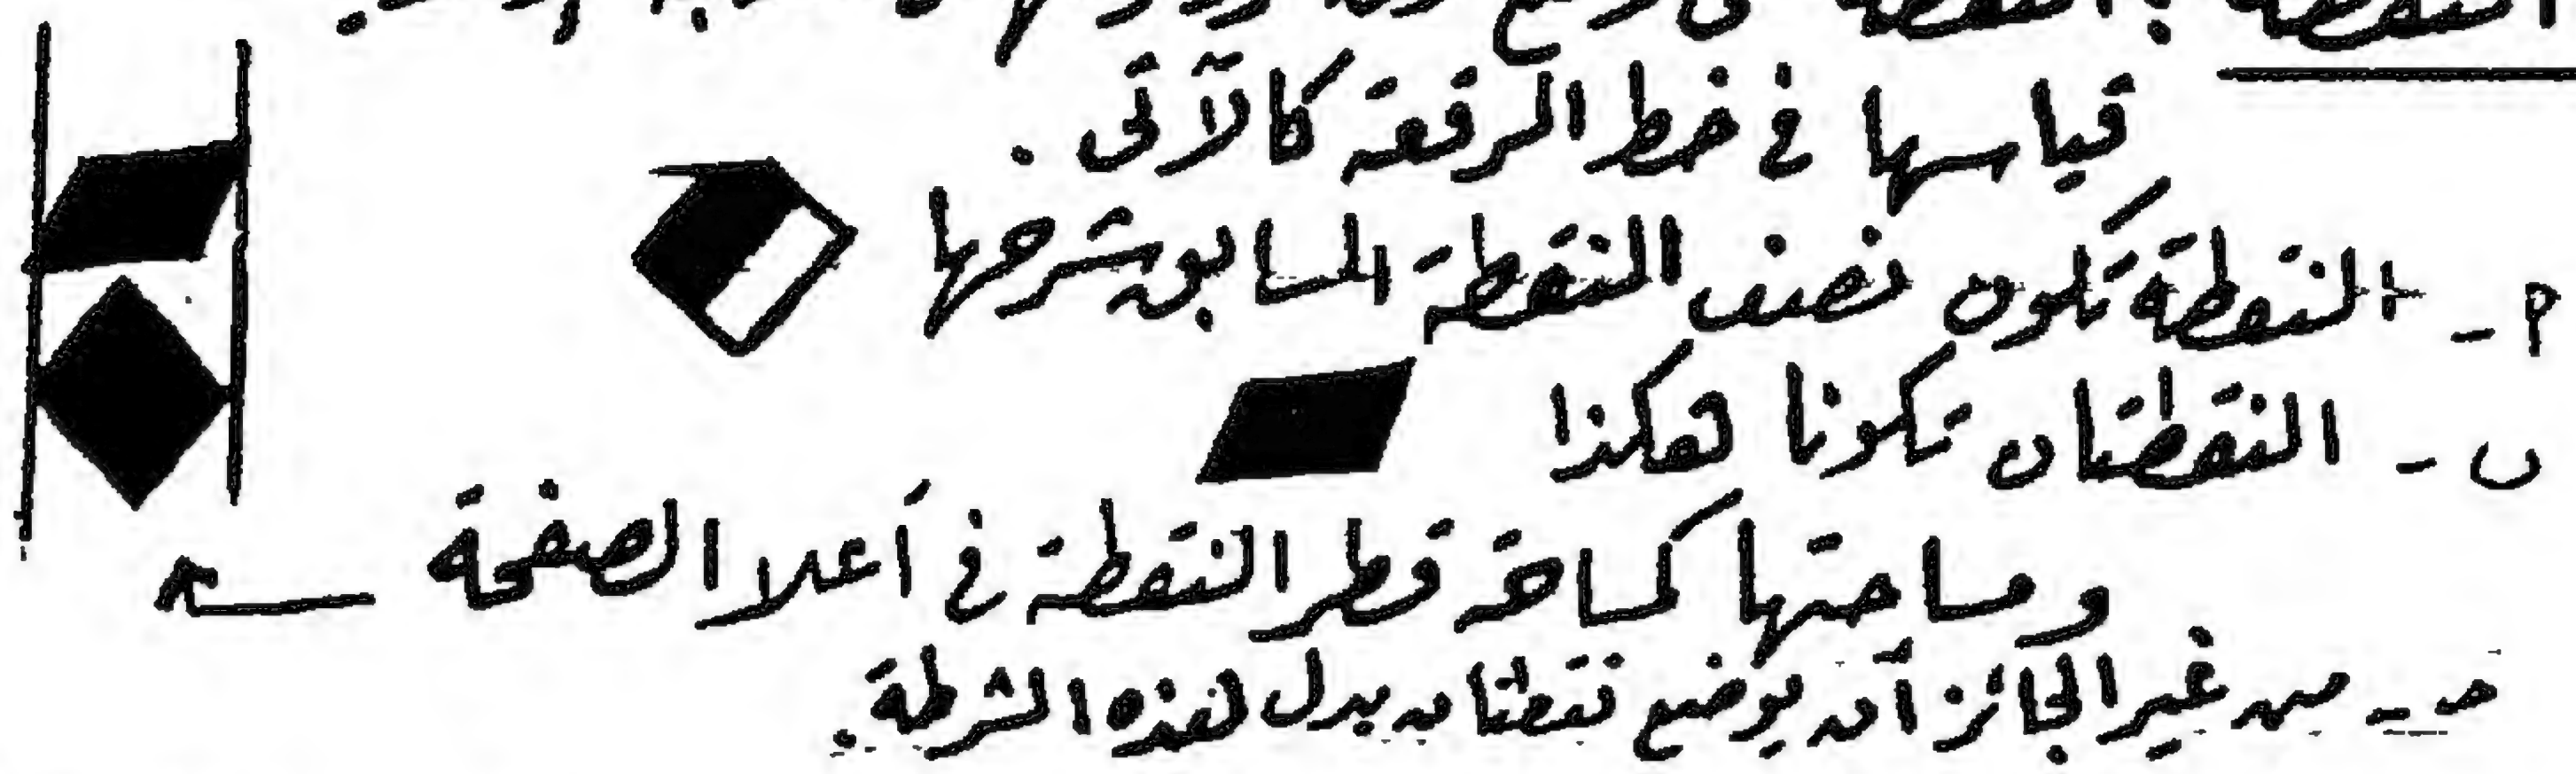 قياسها في خط الرقعة كالآتى .
م - النقطة تكون نصف النقطة السابق شرحها
ب - النقطتان تكونا هكذا
ومساحتها كمساحة قطر النقطة في أعلا الصفحة
حـ - من غير الجائز أن يوضع نقطتان بدل هذه الشرطة .